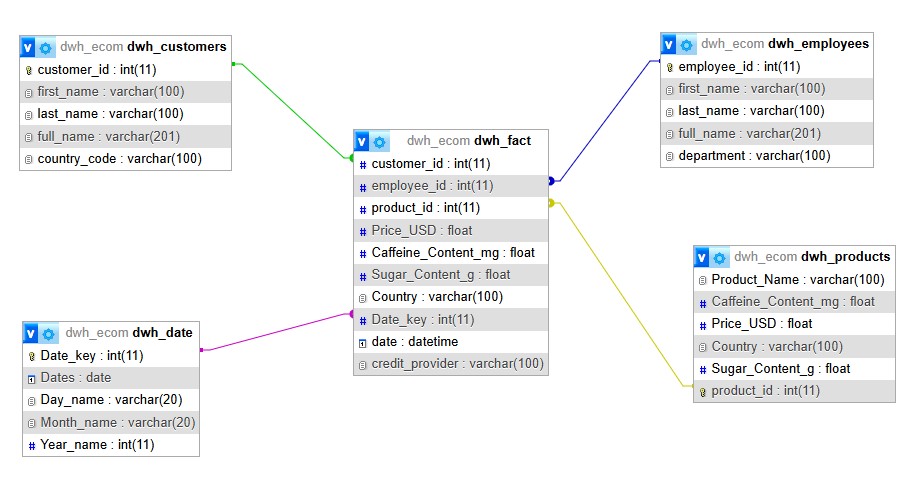 v dwh_ecom dwh_customers
customer_id : int(11)
first_name : varchar(100)
last_name : varchar(100)
full_name : varchar(201)
country_code : varchar(100)
v dwh_ecom dwh_employees
employee_id : int(11)
first_name : varchar(100)
last_name : varchar(100)
full_name : varchar(201)
department : varchar(100)
v dwh_ecom dwh_fact
# customer_id : int(11)
# employee_id : int(11)
# product_id : int(11)
# Price_USD : float
# Caffeine_Content_mg : float
# Sugar_Content_g : float
Country : varchar(100)
# Date_key : int(11)
date : datetime
credit_provider : varchar(100)
v dwh_ecom dwh_date
Date_key : int(11)
Dates : date
Day_name : varchar(20)
Month_name : varchar(20)
# Year_name : int(11)
v dwh_ecom dwh_products
Product_Name : varchar(100)
# Caffeine_Content_mg : float
# Price_USD : float
Country : varchar(100)
# Sugar_Content_g : float
product_id : int(11)